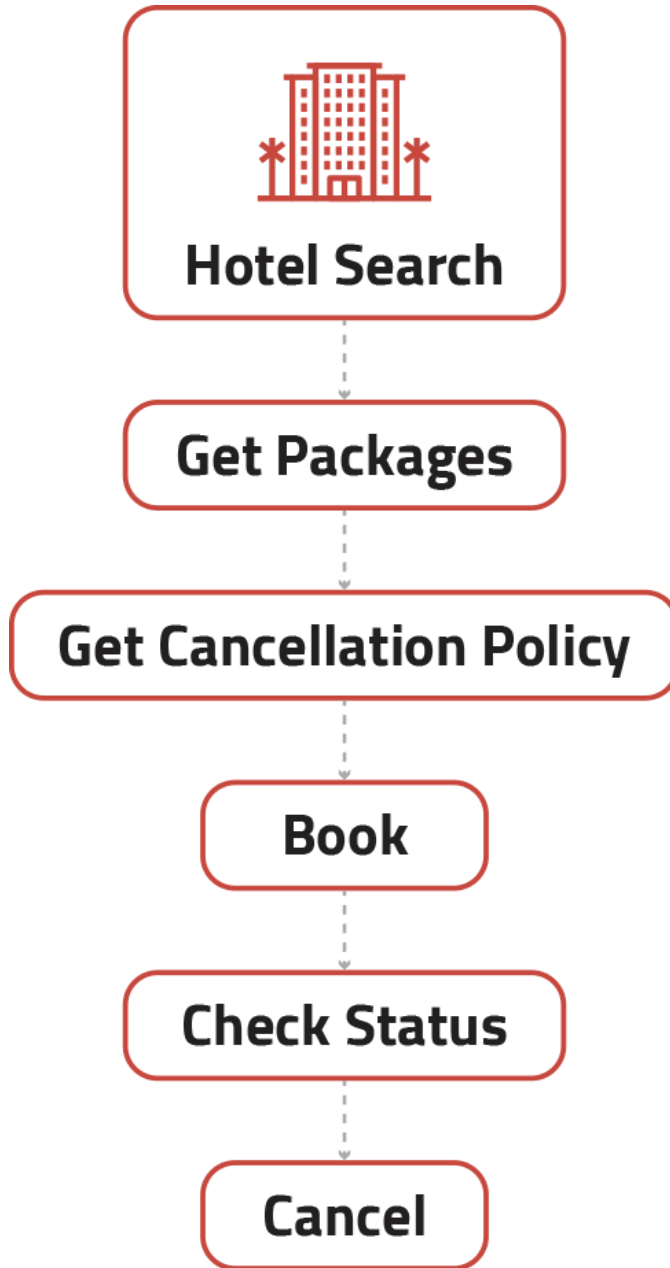 Hotel Search
Get Packages
Get Cancellation Policy
Book
Check Status
Cancel